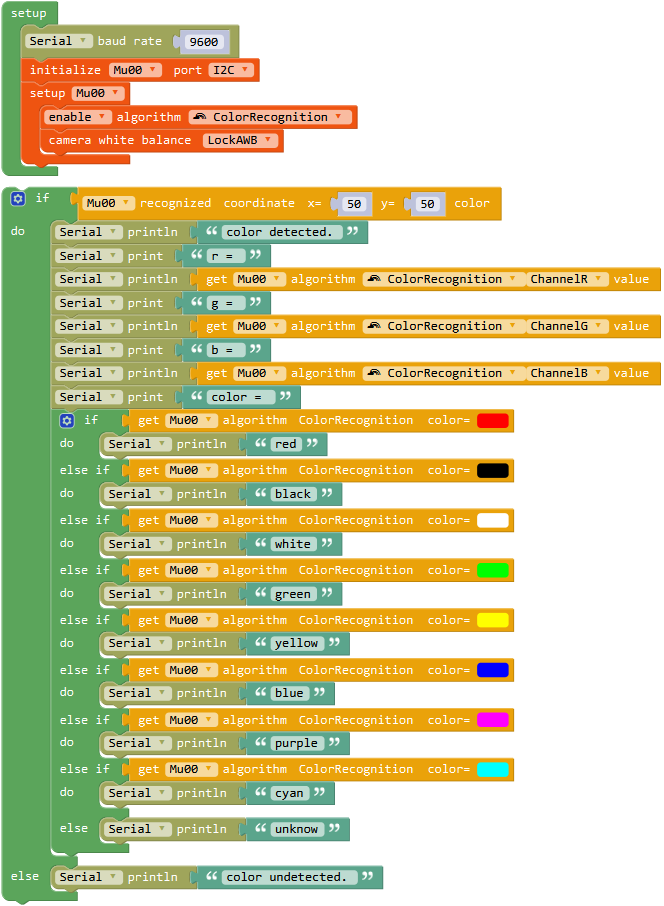 setup
Serial baud rate 9600
initialize Mu00 port I2C
setup Mu00
enable algorithm ColorRecognition
camera white balance LockAWB
if Mu00 recognized coordinate x= 50 y= 50 color
do Serial println “ color detected. ”
Serial print “ r = ”
Serial println get Mu00 algorithm ColorRecognition ChannelR value
Serial print “ g = ”
Serial println get Mu00 algorithm ColorRecognition ChannelG value
Serial print “ b = ”
Serial println get Mu00 algorithm ColorRecognition ChannelB value
Serial print “ color = ”
if get Mu00 algorithm ColorRecognition color=
do Serial println “ red ”
else if get Mu00 algorithm ColorRecognition color=
do Serial println “ black ”
else if get Mu00 algorithm ColorRecognition color=
do Serial println “ white ”
else if get Mu00 algorithm ColorRecognition color=
do Serial println “ green ”
else if get Mu00 algorithm ColorRecognition color=
do Serial println “ yellow ”
else if get Mu00 algorithm ColorRecognition color=
do Serial println “ blue ”
else if get Mu00 algorithm ColorRecognition color=
do Serial println “ purple ”
else if get Mu00 algorithm ColorRecognition color=
do Serial println “ cyan ”
else Serial println “ unknow ”
else Serial println “ color undetected. ”